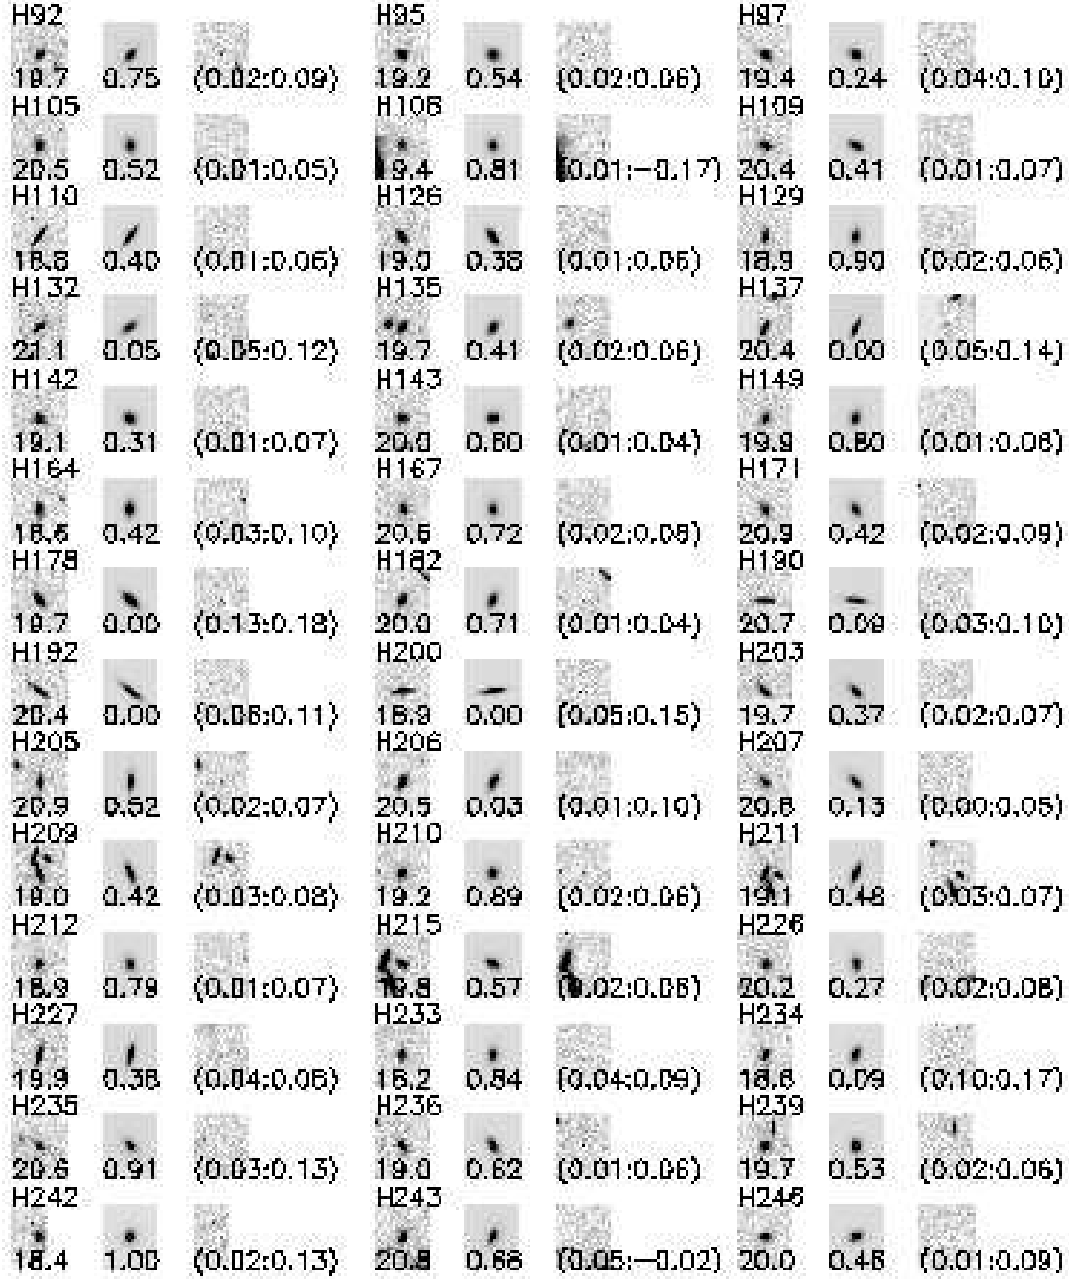 H92 H95 H97
19.7 0.75 (0.02:0.09) 19.2 0.54 (0.02:0.06) 19.4 0.24 (0.04:0.10)
H105 H106 H109
20.5 0.52 (0.01:0.05) 19.4 0.81 (0.01:−0.17) 20.4 0.41 (0.01:0.07)
H110 H126 H129
18.8 0.40 (0.01:0.06) 19.0 0.38 (0.01:0.06) 18.9 0.90 (0.02:0.06)
H132 H135 H137
21.1 0.05 (0.05:0.12) 19.7 0.41 (0.02:0.06) 20.4 0.00 (0.06:0.14)
H142 H143 H149
19.1 0.31 (0.01:0.07) 20.0 0.60 (0.01:0.04) 19.9 0.80 (0.01:0.06)
H164 H167 H171
18.6 0.42 (0.03:0.10) 20.6 0.72 (0.02:0.08) 20.9 0.42 (0.02:0.09)
H178 H182 H190
19.7 0.00 (0.13:0.18) 20.0 0.71 (0.01:0.04) 20.7 0.09 (0.03:0.10)
H192 H200 H203
20.4 0.00 (0.06:0.11) 18.9 0.00 (0.05:0.15) 19.7 0.37 (0.02:0.07)
H205 H206 H207
20.9 0.52 (0.02:0.07) 20.5 0.03 (0.01:0.10) 20.6 0.13 (0.00:0.05)
H209 H210 H211
19.0 0.42 (0.03:0.08) 19.2 0.89 (0.02:0.06) 19.1 0.46 (0.03:0.07)
H212 H215 H226
18.9 0.79 (0.01:0.07) 19.8 0.57 (0.02:0.06) 20.2 0.27 (0.02:0.08)
H227 H233 H234
19.9 0.38 (0.04:0.06) 18.2 0.84 (0.04:0.09) 18.6 0.09 (0.10:0.17)
H235 H236 H239
20.6 0.91 (0.03:0.13) 19.0 0.62 (0.01:0.06) 19.7 0.53 (0.02:0.06)
H242 H243 H246
18.4 1.00 (0.02:0.13) 20.8 0.68 (0.05:−0.02) 20.0 0.46 (0.01:0.09)